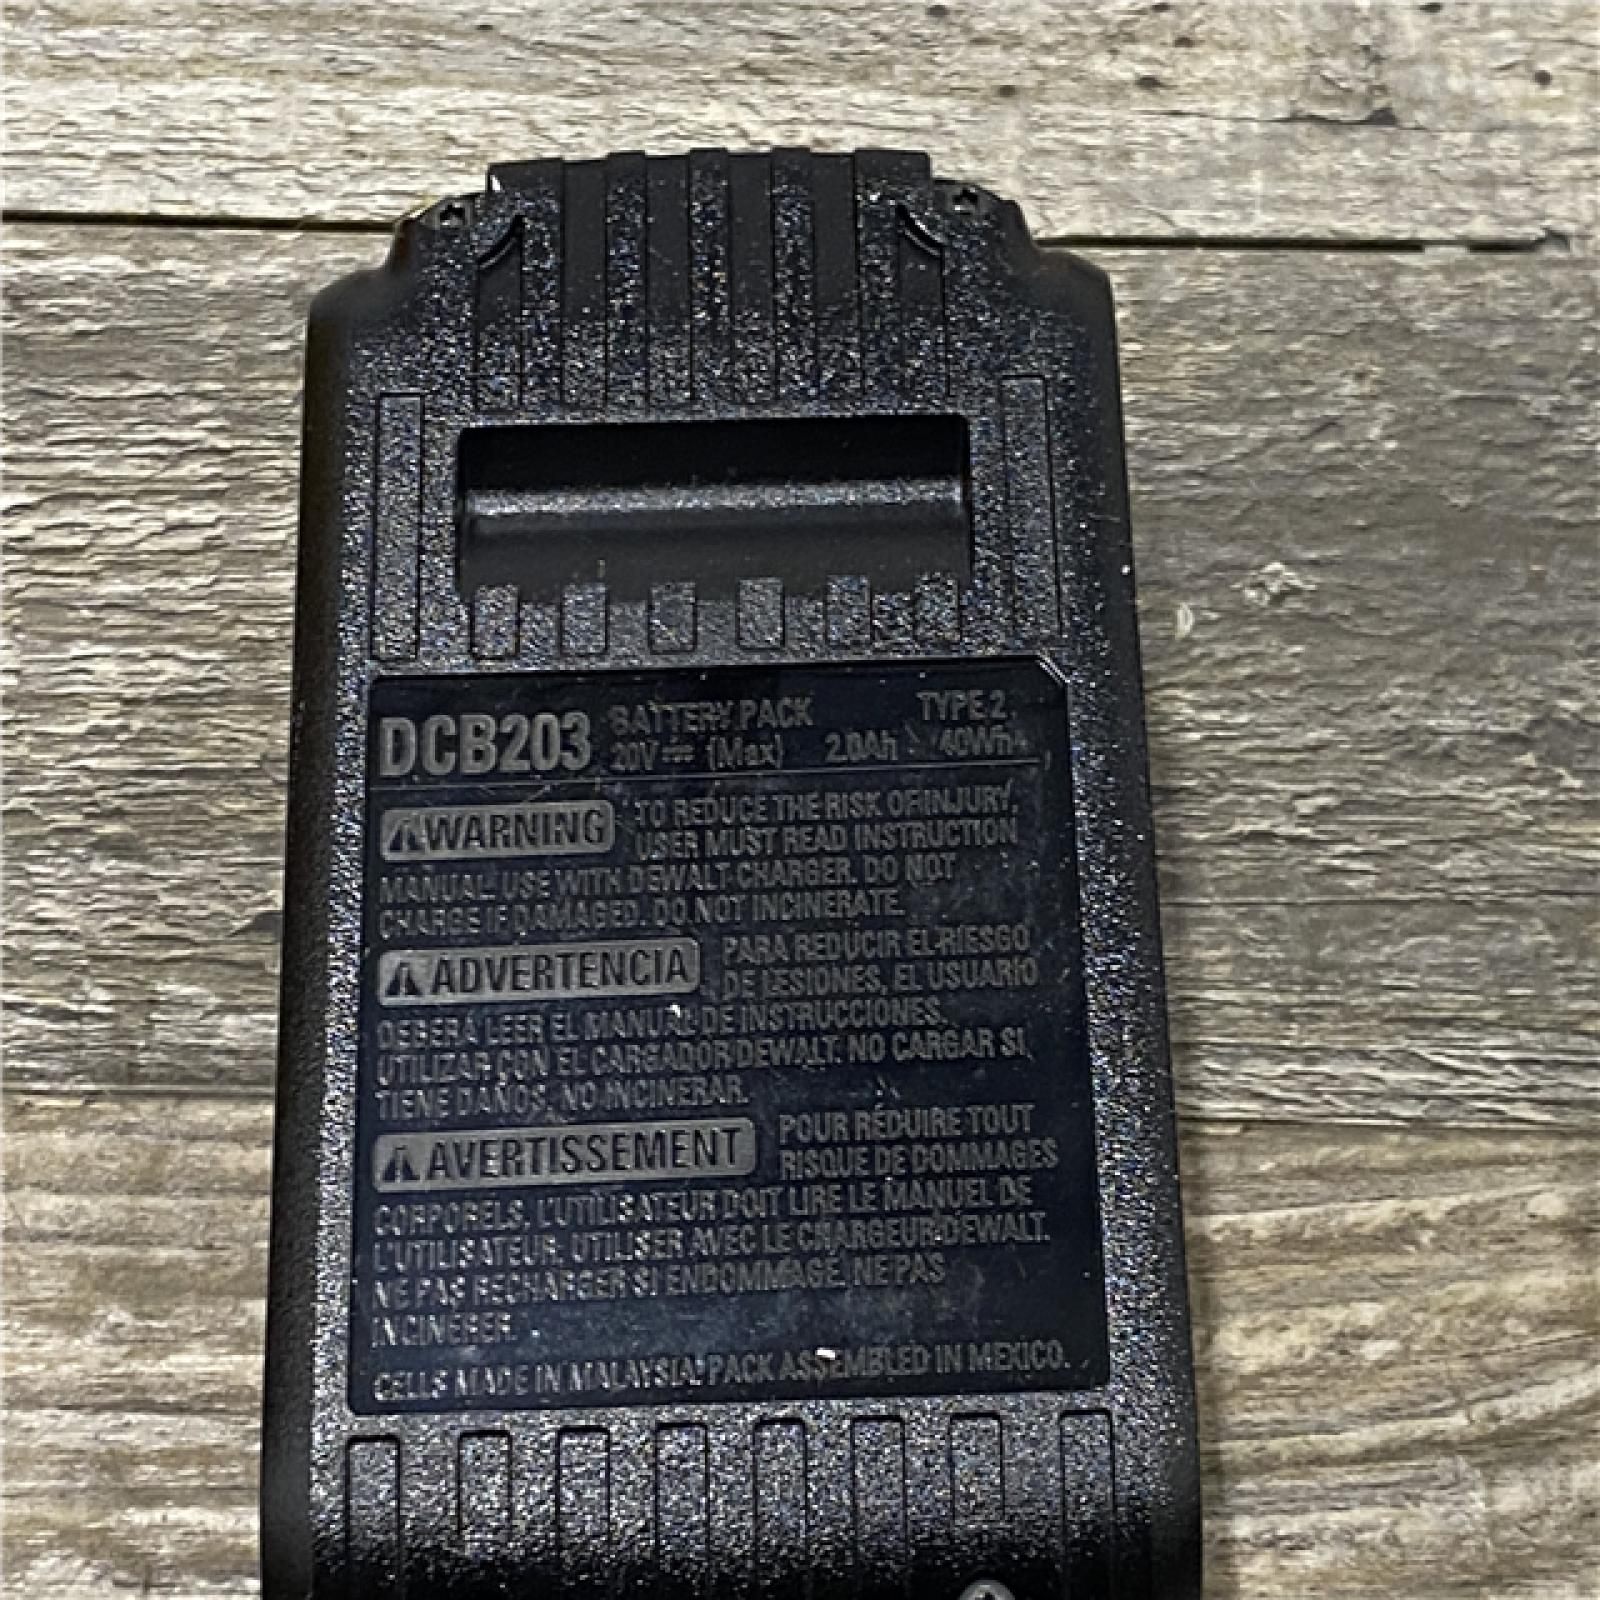 DCB203 BATTERY PACK TYPE 2
20V⎓ (Max) 2.0Ah 40Wh
⚠WARNING TO REDUCE THE RISK OF INJURY,
USER MUST READ INSTRUCTION
MANUAL. USE WITH DEWALT CHARGER. DO NOT
CHARGE IF DAMAGED. DO NOT INCINERATE.
⚠ADVERTENCIA PARA REDUCIR EL RIESGO
DE LESIONES, EL USUARIO
DEBERÁ LEER EL MANUAL DE INSTRUCCIONES.
UTILIZAR CON EL CARGADOR DEWALT. NO CARGAR SI
TIENE DAÑOS, NO INCINERAR.
⚠AVERTISSEMENT POUR RÉDUIRE TOUT
RISQUE DE DOMMAGES
CORPORELS, L'UTILISATEUR DOIT LIRE LE MANUEL DE
L'UTILISATEUR. UTILISER AVEC LE CHARGEUR DEWALT.
NE PAS RECHARGER SI ENDOMMAGE. NE PAS
INCINERER.
CELLS MADE IN MALAYSIA. PACK ASSEMBLED IN MEXICO.